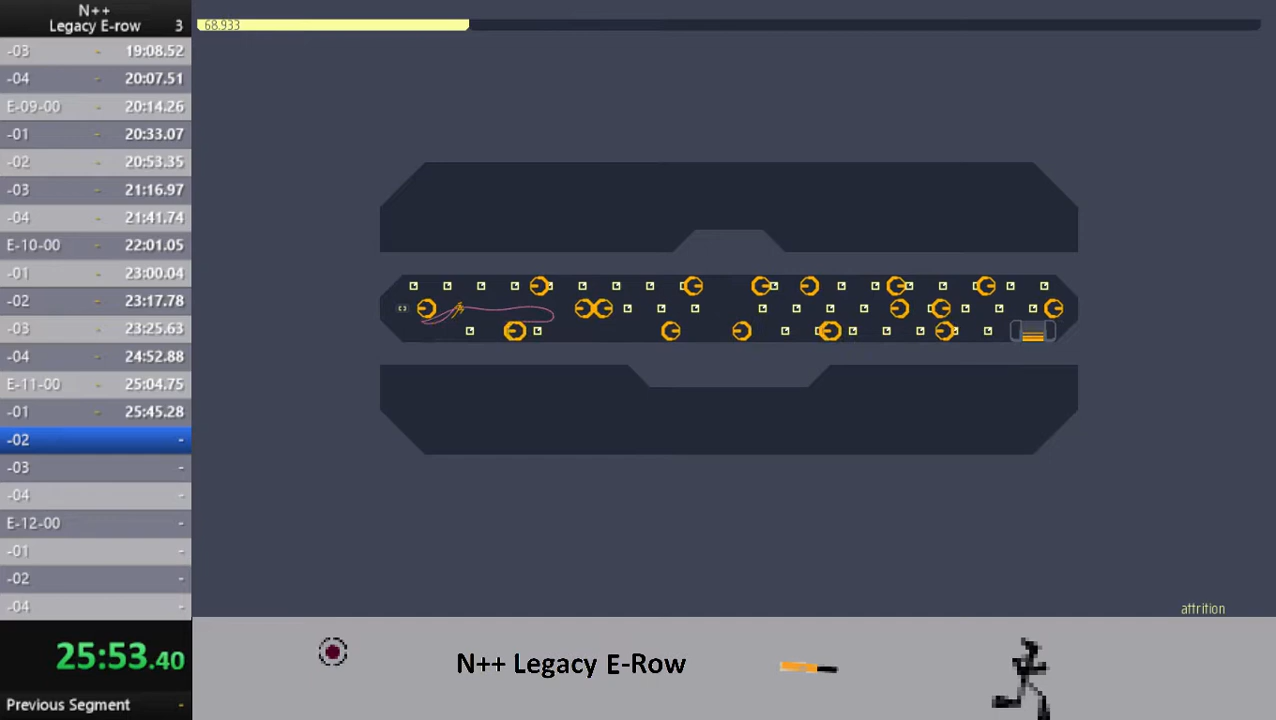 N++
Legacy E-row 3
-03 - 19:08.52
-04 - 20:07.51
E-09-00 - 20:14.26
-01 - 20:33.07
-02 - 20:53.35
-03 - 21:16.97
-04 - 21:41.74
E-10-00 - 22:01.05
-01 - 23:00.04
-02 - 23:17.78
-03 - 23:25.63
-04 - 24:52.88
E-11-00 - 25:04.75
-01 - 25:45.28
-02 -
-03 -
-04 -
E-12-00 -
-01 -
-02 -
-04 -
25:53.40
Previous Segment -
68.933
attrition
N++ Legacy E-Row